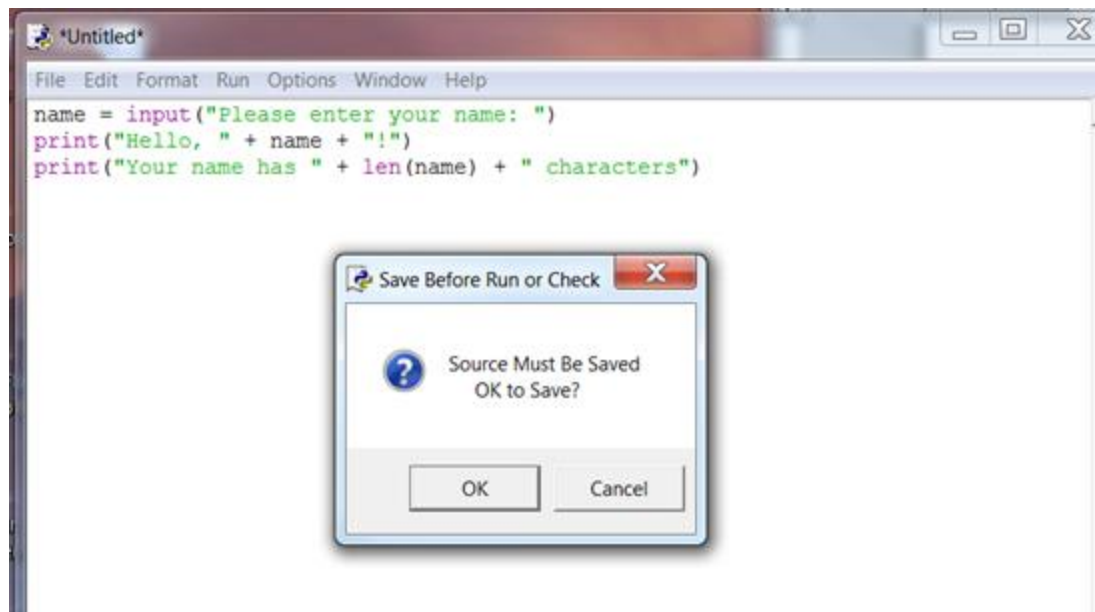 *Untitled*
File Edit Format Run Options Window Help
name = input("Please enter your name: ")
print("Hello, " + name + "!")
print("Your name has " + len(name) + " characters")
Save Before Run or Check
Source Must Be Saved
OK to Save?
OK Cancel